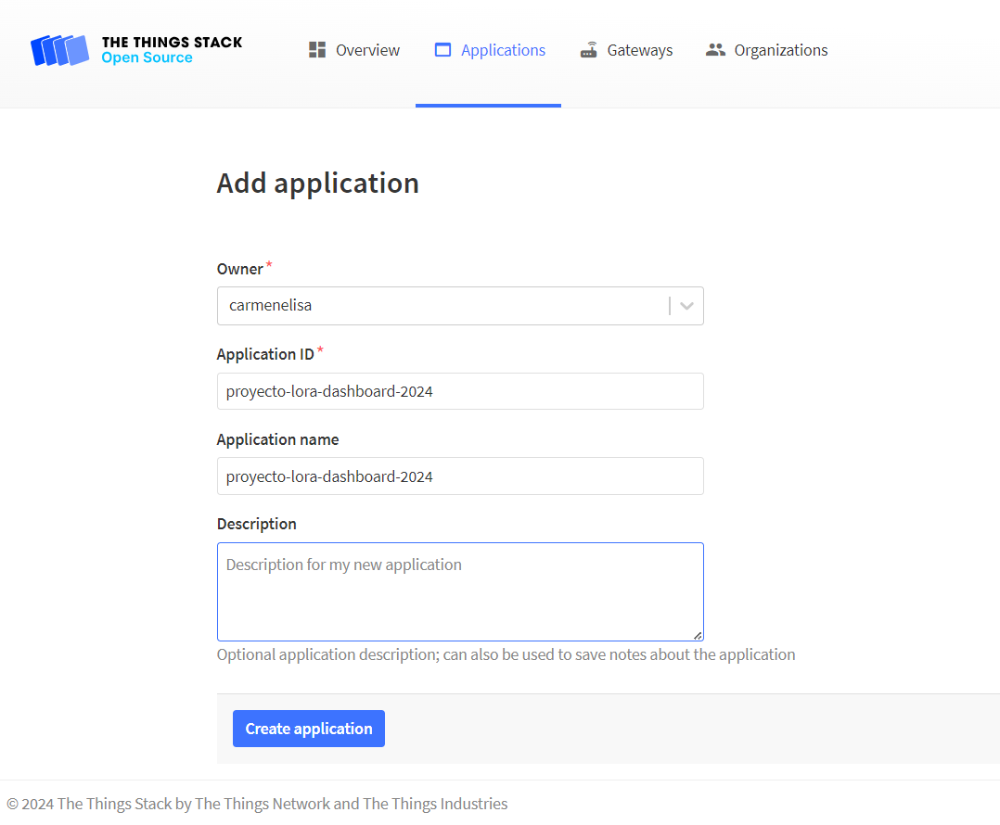 THE THINGS STACK
Open Source
Overview
Applications
Gateways
Organizations
Add application
Owner *
carmenelisa
Application ID *
proyecto-lora-dashboard-2024
Application name
proyecto-lora-dashboard-2024
Description
Description for my new application
Optional application description; can also be used to save notes about the application
Create application
© 2024 The Things Stack by The Things Network and The Things Industries